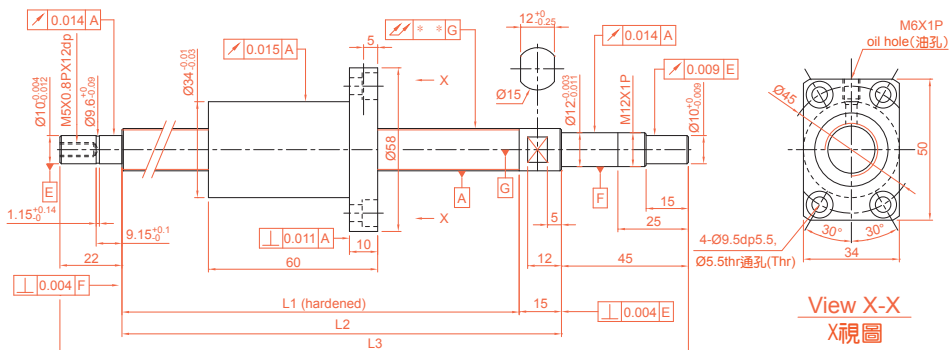 0.014 A
0.015 A
5
* * G
12 +0 -0.25
0.014 A
0.009 E
M6X1P
oil hole(油孔)
Ø10 -0.004 -0.012
M5X0.8PX12dp
Ø9.6 +0 -0.09
Ø34 -0.01 -0.03
X
Ø15
Ø12 -0.003 -0.011
M12X1P
Ø10 +0 -0.009
Ø45
Ø58
50
E
G
A
F
X
1.15 +0.14 -0
9.15 +0.1 -0
0.011 A
10
5
15
25
4-Ø9.5dp5.5,
Ø5.5thr通孔(Thr)
30° 30°
22
60
12
45
34
0.004 F
L1 (hardened)
15
0.004 E
L2
L3
View X-X
X視圖